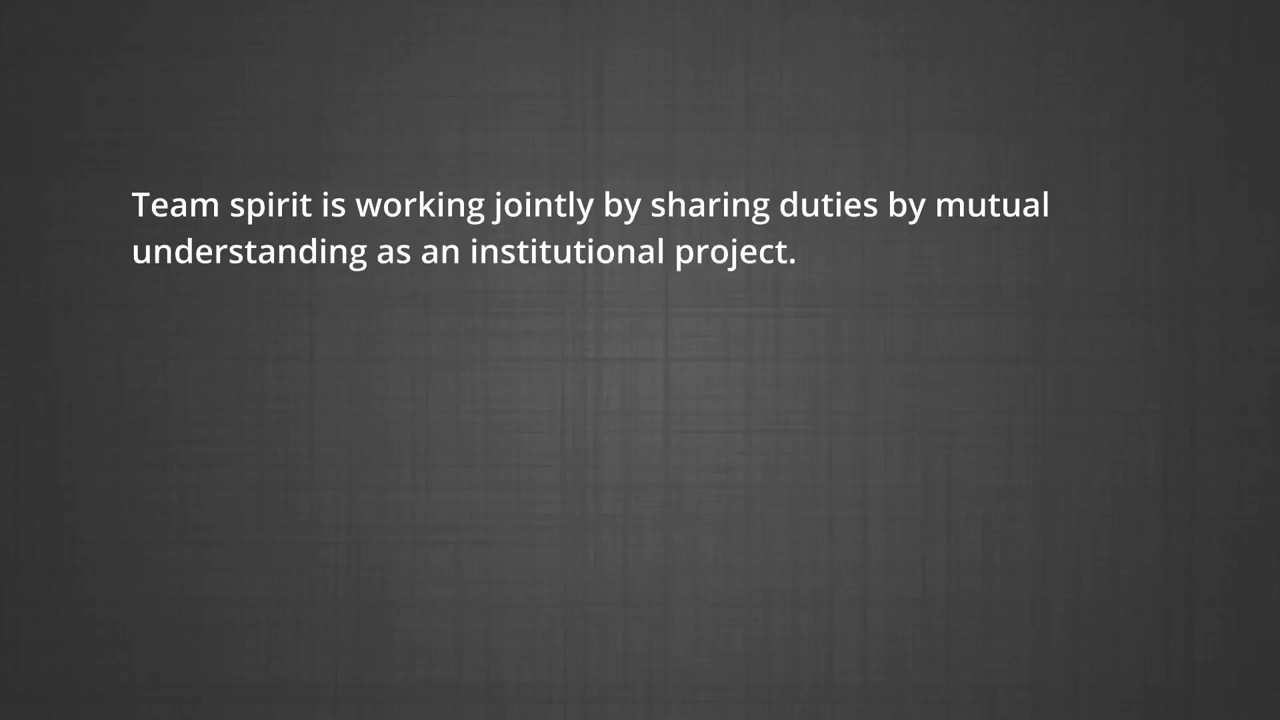 Team spirit is working jointly by sharing duties by mutual
understanding as an institutional project.